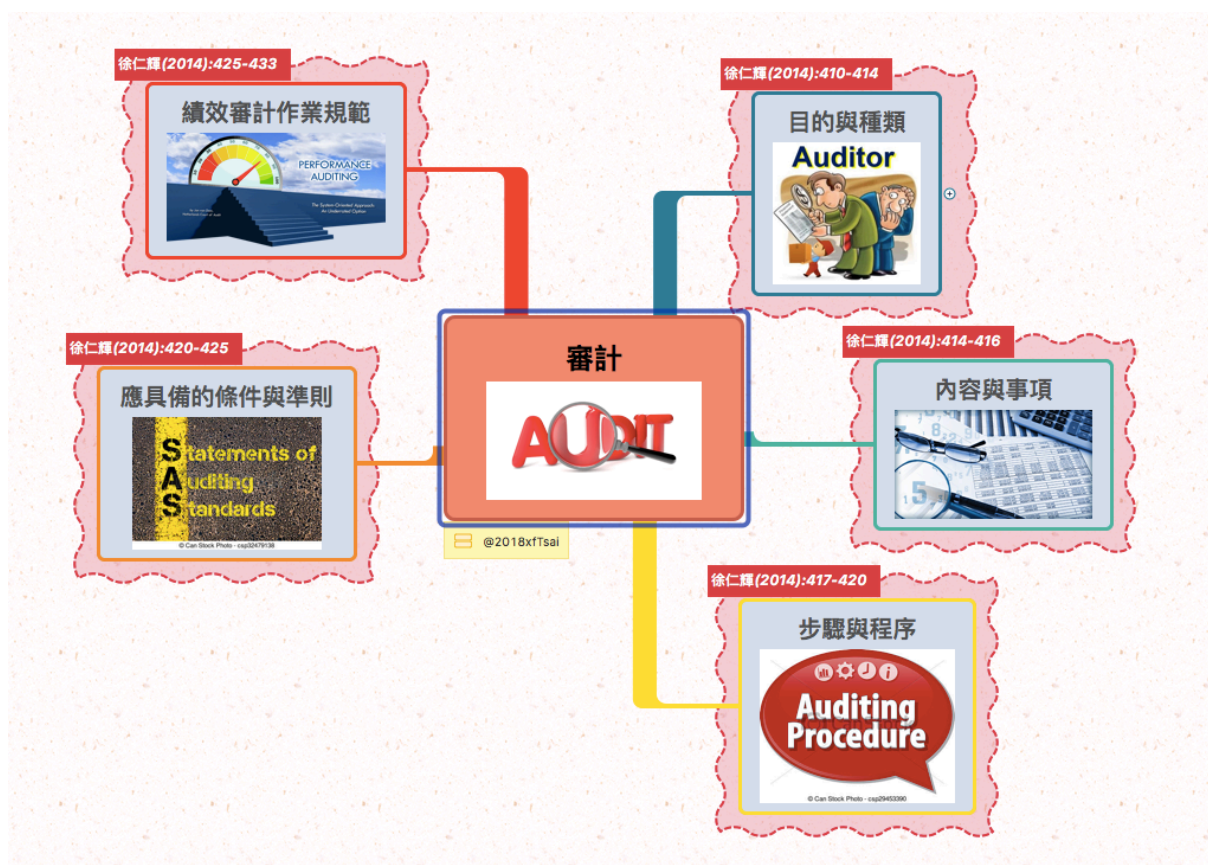 徐仁輝(2014):425-433
績效審計作業規範
PERFORMANCE
AUDITING
The System-Oriented Approach:
An Underrated Option
徐仁輝(2014):410-414
目的與種類
Auditor
徐仁輝(2014):420-425
應具備的條件與準則
Statements of
Auditing
Standards
© Can Stock Photo - csp32479138
審計
AUDIT
@2018xfTsai
徐仁輝(2014):414-416
內容與事項
徐仁輝(2014):417-420
步驟與程序
Auditing
Procedure
© Can Stock Photo - csp29453390